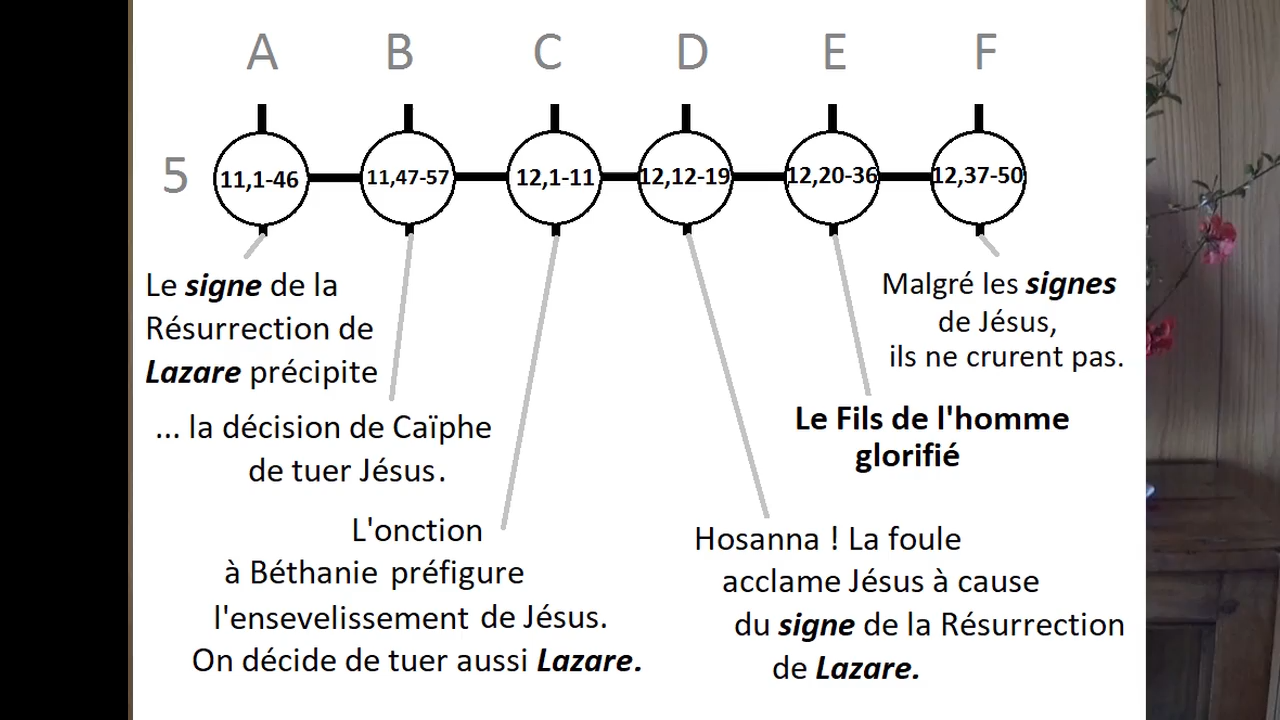 A B C D E F
5 11,1-46 11,47-57 12,1-11 12,12-19 12,20-36 12,37-50
Le signe de la
Résurrection de
Lazare précipite
... la décision de Caïphe
de tuer Jésus.
L'onction
à Béthanie préfigure
l'ensevelissement de Jésus.
On décide de tuer aussi Lazare.
Hosanna ! La foule
acclame Jésus à cause
du signe de la Résurrection
de Lazare.
Le Fils de l'homme
glorifié
Malgré les signes
de Jésus,
ils ne crurent pas.